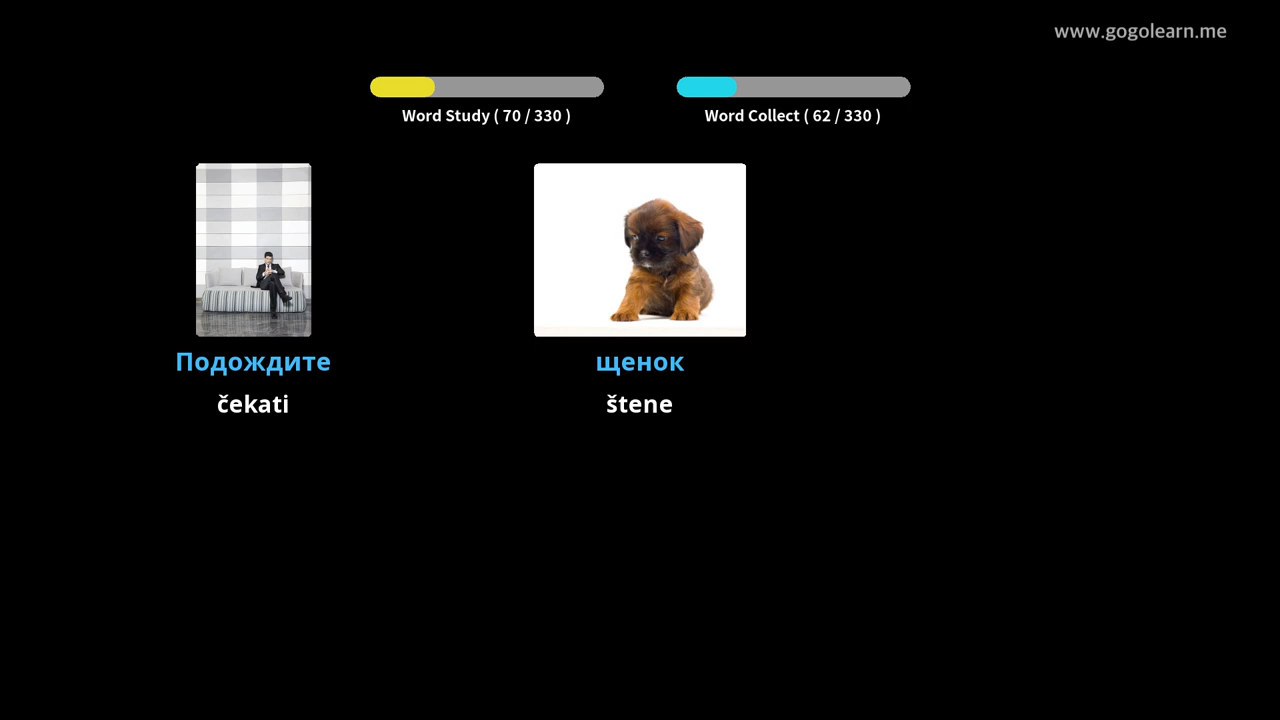 www.gogolearn.me
Word Study ( 70 / 330 )
Word Collect ( 62 / 330 )
Подождите
щенок
čekati
štene